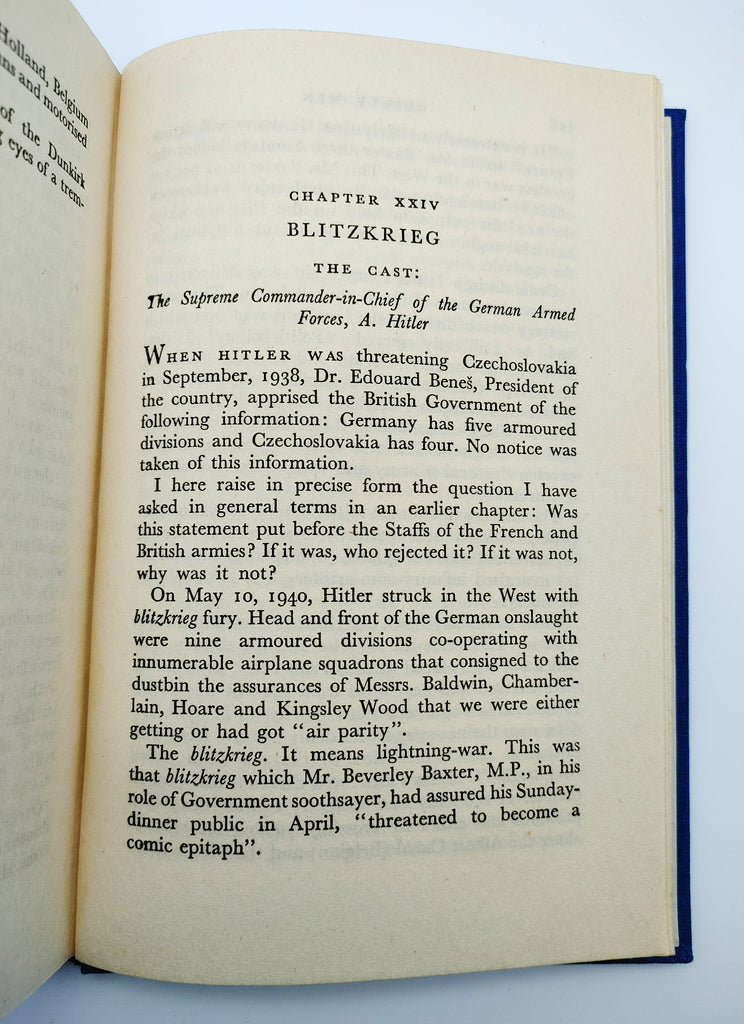 Holland, Belgium
ns and motorised
of the Dunkirk
eyes of a trem-
CHAPTER XXIV
BLITZKRIEG
THE CAST:
The Supreme Commander-in-Chief of the German Armed
Forces, A. Hitler
WHEN HITLER WAS threatening Czechoslovakia
in September, 1938, Dr. Edouard Beneš, President of
the country, apprised the British Government of the
following information: Germany has five armoured
divisions and Czechoslovakia has four. No notice was
taken of this information.
I here raise in precise form the question I have
asked in general terms in an earlier chapter: Was
this statement put before the Staffs of the French and
British armies? If it was, who rejected it? If it was not,
why was it not?
On May 10, 1940, Hitler struck in the West with
blitzkrieg fury. Head and front of the German onslaught
were nine armoured divisions co-operating with
innumerable airplane squadrons that consigned to the
dustbin the assurances of Messrs. Baldwin, Chamber-
lain, Hoare and Kingsley Wood that we were either
getting or had got "air parity".
The blitzkrieg. It means lightning-war. This was
that blitzkrieg which Mr. Beverley Baxter, M.P., in his
role of Government soothsayer, had assured his Sunday-
dinner public in April, "threatened to become a
comic epitaph".